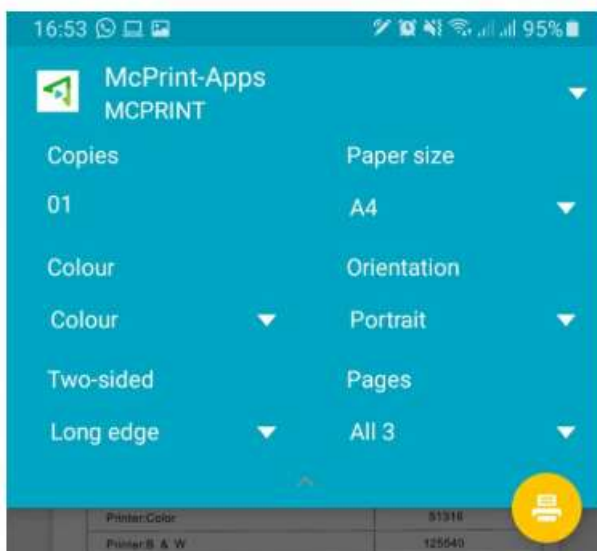 16:53 95%
McPrint-Apps
MCPRINT
Copies Paper size
01 A4
Colour Orientation
Colour Portrait
Two-sided Pages
Long edge All 3
Printer:Color 51316
Printer:B & W 125540